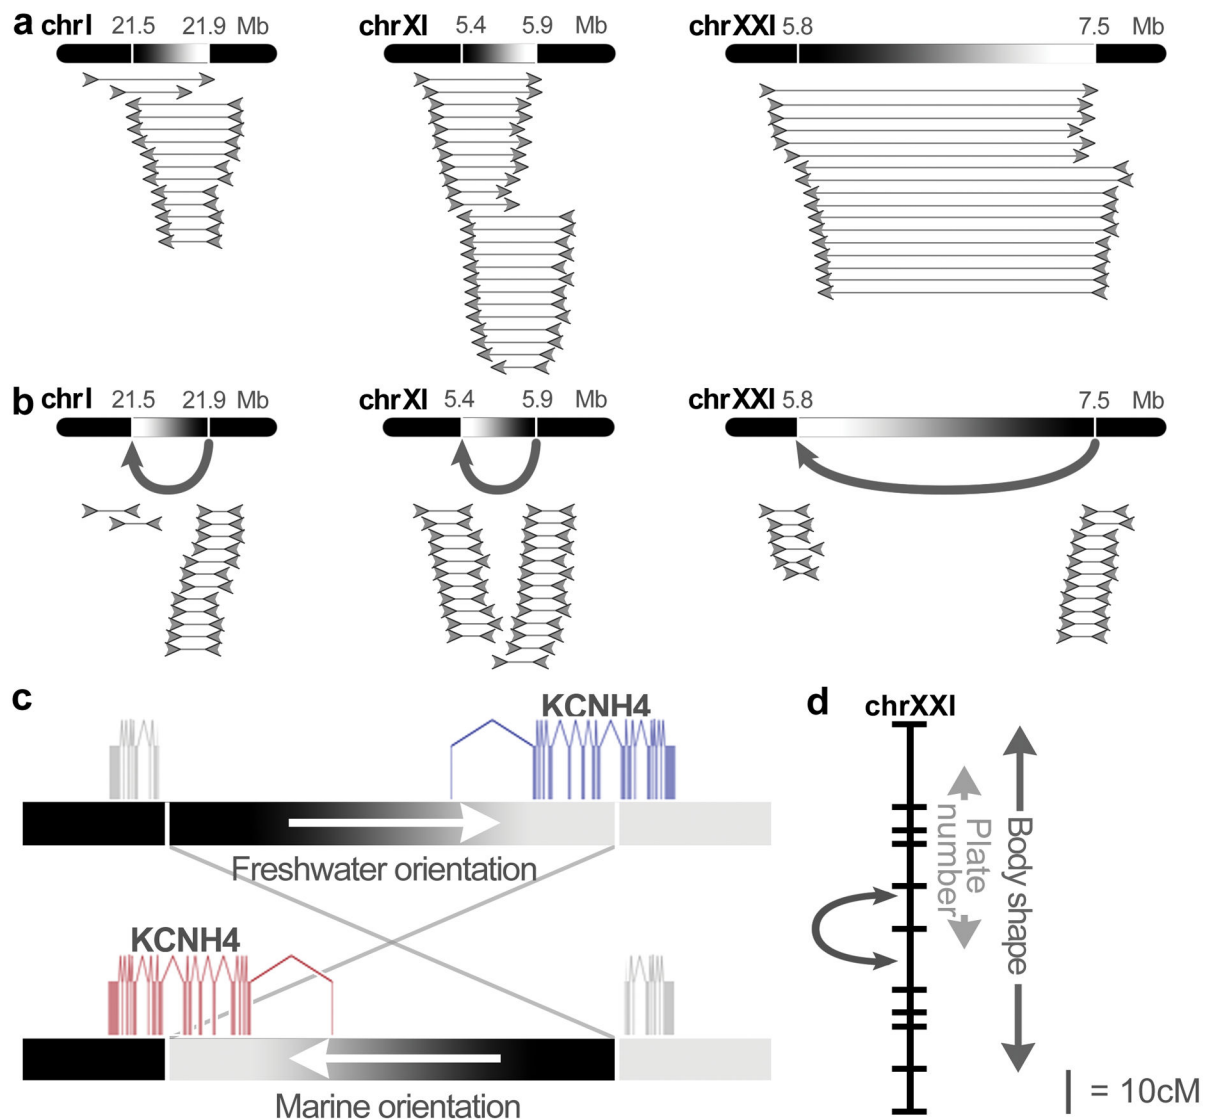 a chrI 21.5 21.9 Mb chrXI 5.4 5.9 Mb chrXXI 5.8 7.5 Mb
b chrI 21.5 21.9 Mb chrXI 5.4 5.9 Mb chrXXI 5.8 7.5 Mb
c
KCNH4
Freshwater orientation
KCNH4
Marine orientation
d chrXXI
Plate
number
Body shape
= 10cM